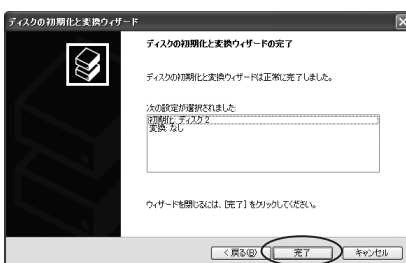 ディスクの初期化と変換ウィザード
ディスクの初期化と変換ウィザードの完了
ディスクの初期化と変換ウィザードは正常に完了しました。
次の設定が選択されました:
初期化: ディスク 2
変換: なし
ウィザードを閉じるには、[完了] をクリックしてください。
< 戻る(B)
完了
キャンセル